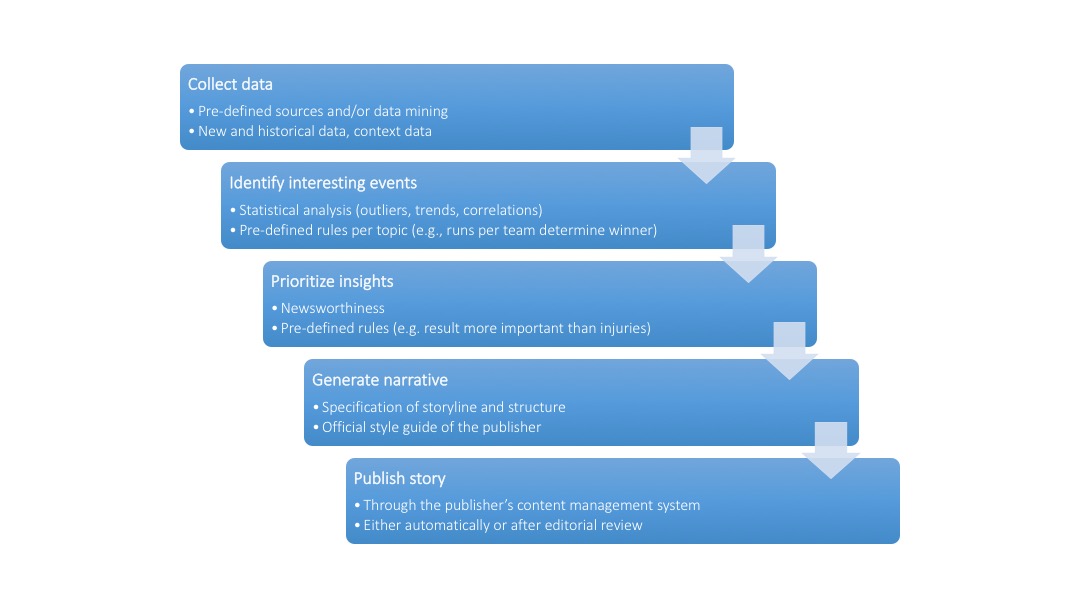 Collect data
• Pre-defined sources and/or data mining
• New and historical data, context data
Identify interesting events
• Statistical analysis (outliers, trends, correlations)
• Pre-defined rules per topic (e.g., runs per team determine winner)
Prioritize insights
• Newsworthiness
• Pre-defined rules (e.g. result more important than injuries)
Generate narrative
• Specification of storyline and structure
• Official style guide of the publisher
Publish story
• Through the publisher’s content management system
• Either automatically or after editorial review